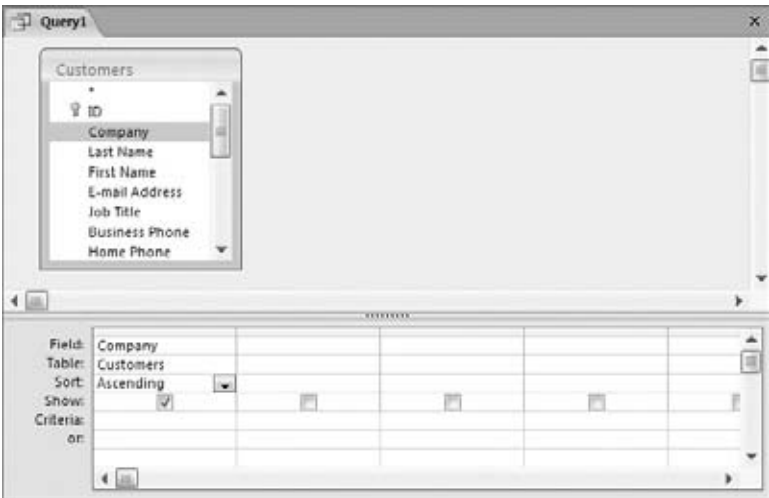 Query1
Customers
*
ID
Company
Last Name
First Name
E-mail Address
Job Title
Business Phone
Home Phone
Field: Company
Table: Customers
Sort: Ascending
Show:
Criteria:
or: